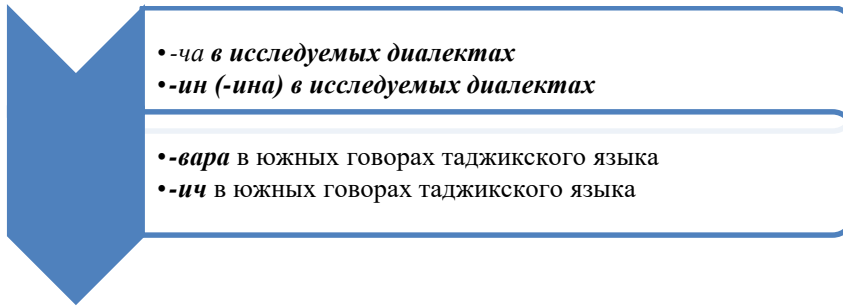 •-ча в исследуемых диалектах
•-ин (-ина) в исследуемых диалектах
•-вара в южных говорах таджикского языка
•-ич в южных говорах таджикского языка